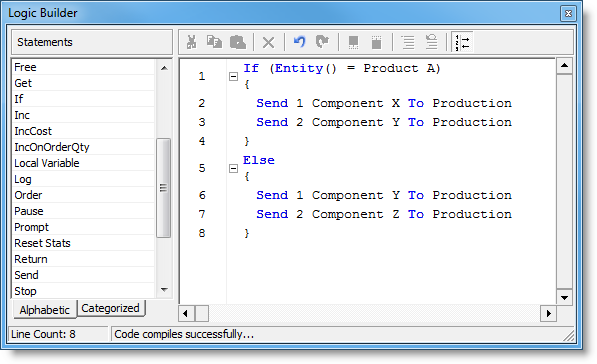 Logic Builder
Statements
Free
Get
If
Inc
IncCost
IncOnOrderQty
Local Variable
Log
Order
Pause
Prompt
Reset Stats
Return
Send
Stop
Alphabetic Categorized
1 If (Entity() = Product A)
{
2 Send 1 Component X To Production
3 Send 2 Component Y To Production
4 }
5 Else
{
6 Send 1 Component Y To Production
7 Send 2 Component Z To Production
8 }
Line Count: 8 Code compiles successfully...